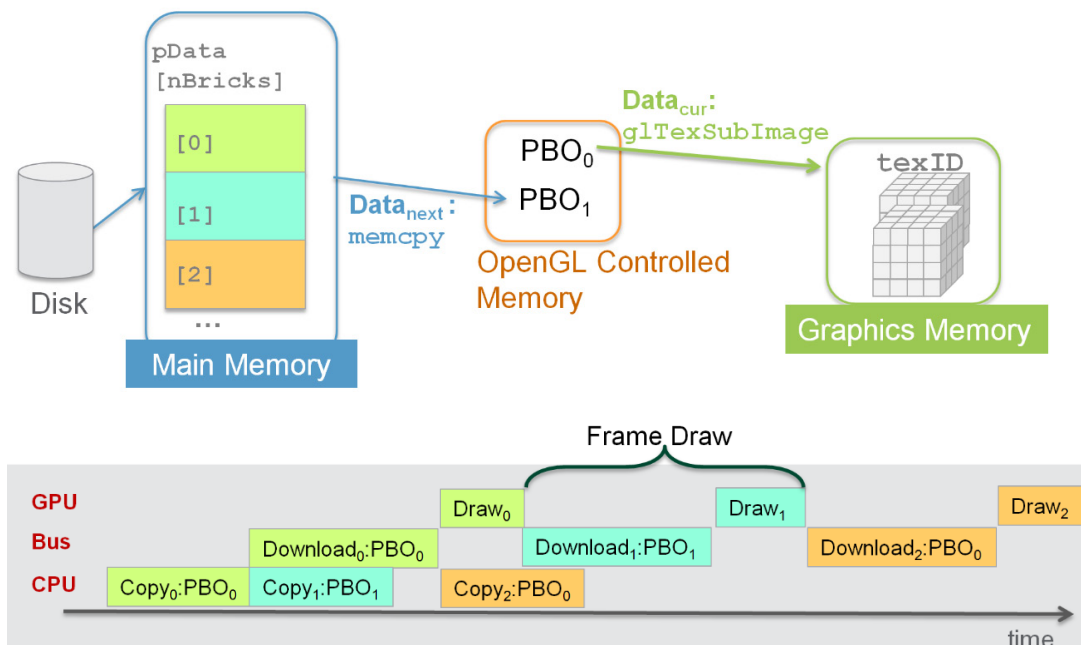 pData
[nBricks]
[0]
[1]
[2]
...
Disk
Main Memory
Data_next:
memcpy
PBO_0
PBO_1
OpenGL Controlled
Memory
Data_cur:
glTexSubImage
texID
Graphics Memory
Frame Draw
GPU
Draw_0
Draw_1
Draw_2
Bus
Download_0:PBO_0
Download_1:PBO_1
Download_2:PBO_0
CPU
Copy_0:PBO_0
Copy_1:PBO_1
Copy_2:PBO_0
time